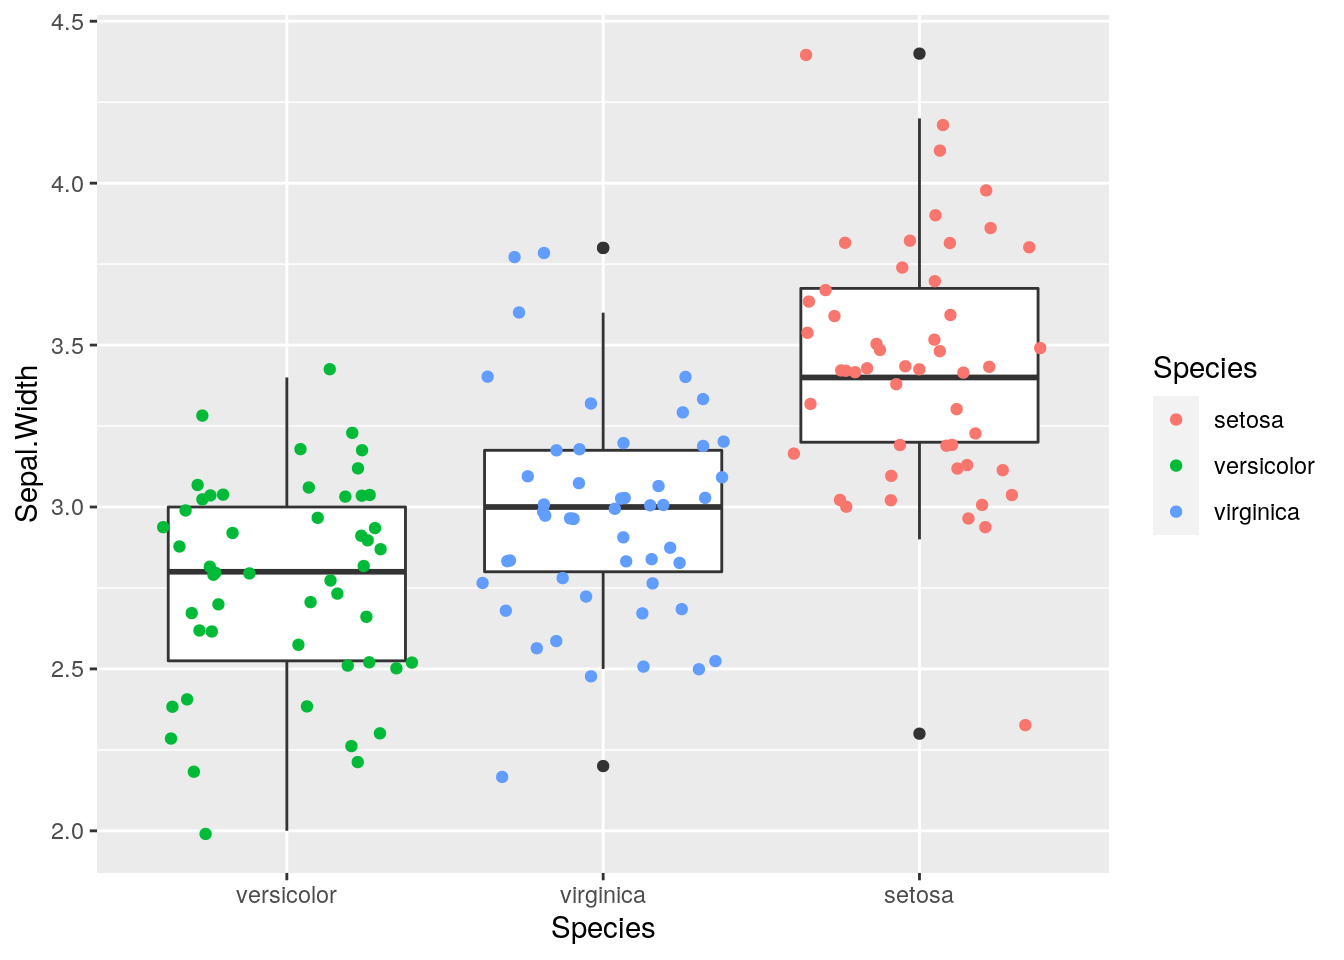 4.5
4.0
3.5
3.0
2.5
2.0
Sepal.Width
versicolor
virginica
setosa
Species
Species
setosa
versicolor
virginica